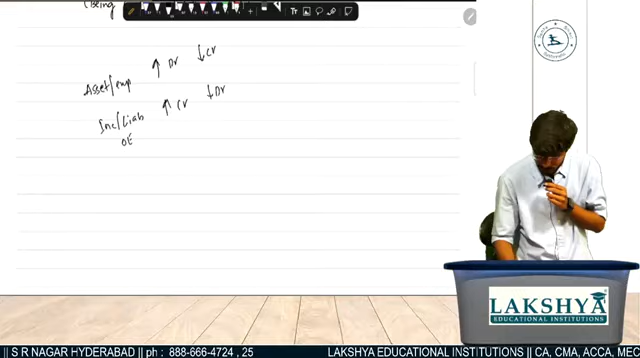 (Being
Asset/exp ↑ Dr ↓ Cr
Inc/Liab ↑ Cr ↓ Dr
OE
LAKSHYA
EDUCATIONAL INSTITUTIONS
|| S R NAGAR HYDERABAD || ph : 888-666-4724 , 25
LAKSHYA EDUCATIONAL INSTITUTIONS || CA, CMA, ACCA, MEC